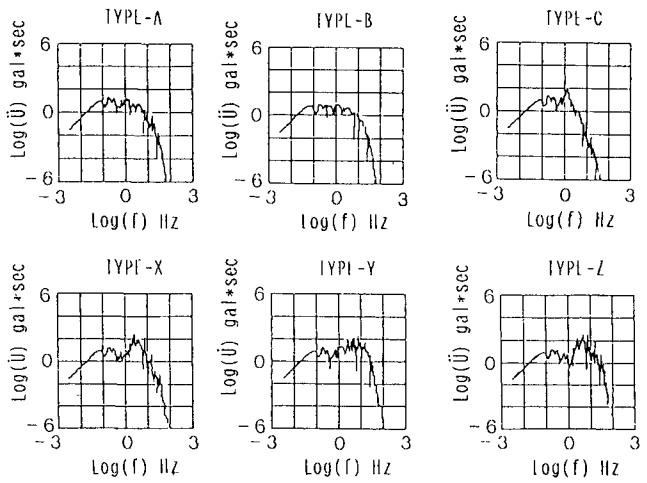 TYPE-A
TYPE-B
TYPE-C
Log(Ü) gal*sec
6
0
-6
-3 0 3
Log(f) Hz
Log(Ü) gal*sec
6
0
-6
-3 0 3
Log(f) Hz
Log(Ü) gal*sec
6
0
-6
-3 0 3
Log(f) Hz
TYPE-X
TYPE-Y
TYPE-Z
Log(Ü) gal*sec
6
0
-6
-3 0 3
Log(f) Hz
Log(Ü) gal*sec
6
0
-6
-3 0 3
Log(f) Hz
Log(Ü) gal*sec
6
0
-6
-3 0 3
Log(f) Hz